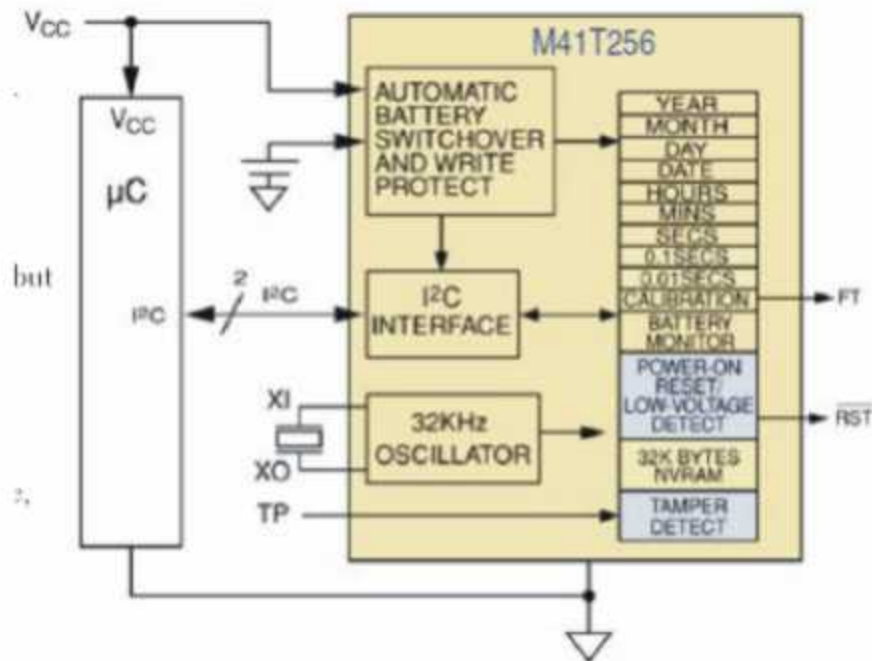 VCC
M41T256
AUTOMATIC
BATTERY
SWITCHOVER
AND WRITE
PROTECT
VCC
µC
YEAR
MONTH
DAY
DATE
HOURS
MINS
SECS
0.1SECS
0.01SECS
CALIBRATION
BATTERY
MONITOR
POWER-ON
RESET/
LOW-VOLTAGE
DETECT
32K BYTES
NVRAM
TAMPER
DETECT
but
I²C
2
I²C
I²C
INTERFACE
FT
XI
32KHz
OSCILLATOR
XO
RST
TP